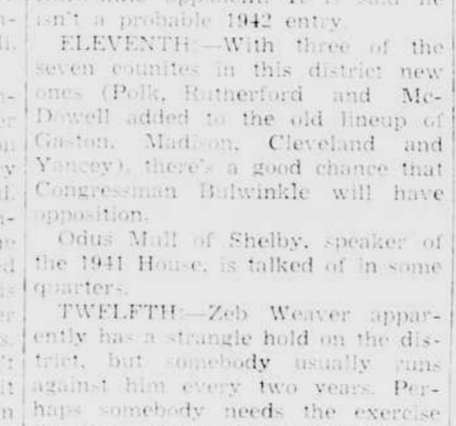 isn't a probable 1942 entry.
ELEVENTH:—With three of the
seven counites in this district new
ones (Polk, Rutherford and Mc-
Dowell added to the old lineup of
Gaston, Madison, Cleveland and
Yancey), there's a good chance that
Congressman Bulwinkle will have
opposition.
Odus Mull of Shelby, speaker of
the 1941 House, is talked of in some
quarters.
TWELFTH:—Zeb Weaver appar-
ently has a strangle hold on the dis-
trict, but somebody usually runs
against him every two years. Per-
haps somebody needs the exercise